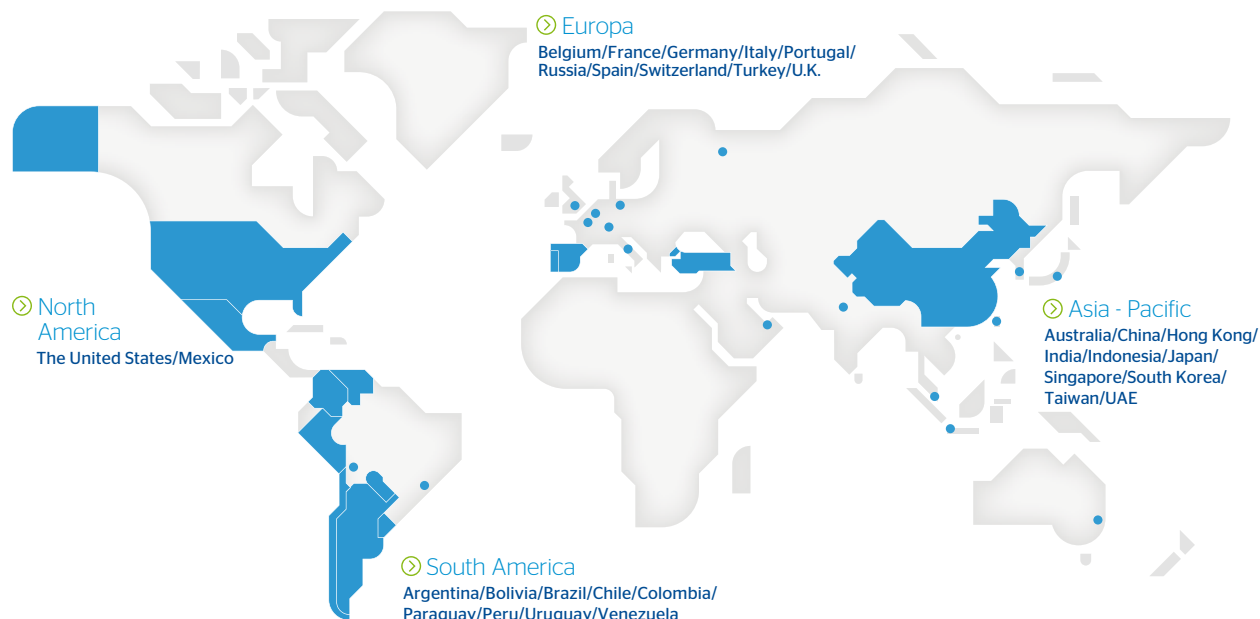 Europa
Belgium/France/Germany/Italy/Portugal/
Russia/Spain/Switzerland/Turkey/U.K.
North
America
The United States/Mexico
Asia - Pacific
Australia/China/Hong Kong/
India/Indonesia/Japan/
Singapore/South Korea/
Taiwan/UAE
South America
Argentina/Bolivia/Brazil/Chile/Colombia/
Paraguay/Peru/Uruguay/Venezuela